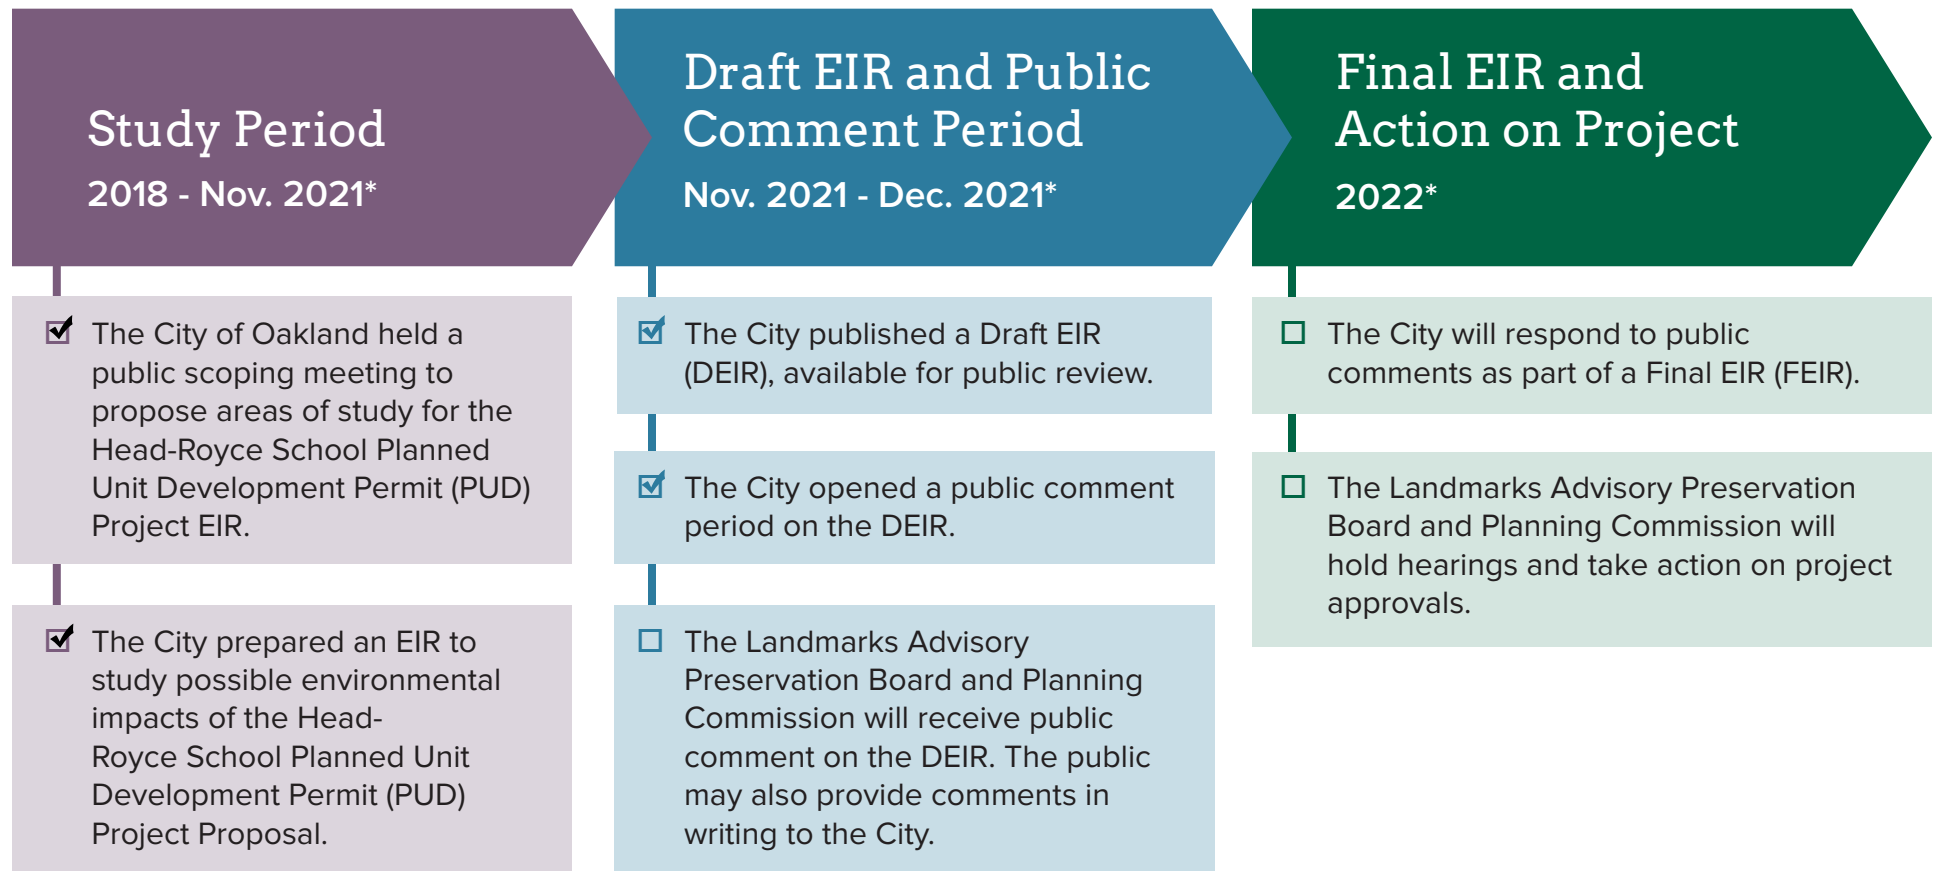 Study Period
2018 - Nov. 2021*
The City of Oakland held a
public scoping meeting to
propose areas of study for the
Head-Royce School Planned
Unit Development Permit (PUD)
Project EIR.
The City prepared an EIR to
study possible environmental
impacts of the Head-
Royce School Planned Unit
Development Permit (PUD)
Project Proposal.
Draft EIR and Public
Comment Period
Nov. 2021 - Dec. 2021*
The City published a Draft EIR
(DEIR), available for public review.
The City opened a public comment
period on the DEIR.
The Landmarks Advisory
Preservation Board and Planning
Commission will receive public
comment on the DEIR. The public
may also provide comments in
writing to the City.
Final EIR and
Action on Project
2022*
The City will respond to public
comments as part of a Final EIR (FEIR).
The Landmarks Advisory Preservation
Board and Planning Commission will
hold hearings and take action on project
approvals.